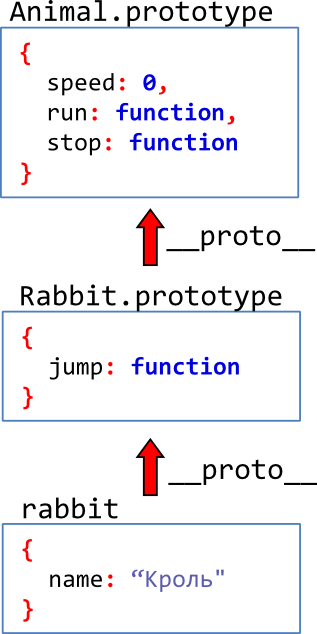 Animal.prototype
{
speed: 0,
run: function,
stop: function
}
__proto__
Rabbit.prototype
{
jump: function
}
__proto__
rabbit
{
name: “Кроль"
}